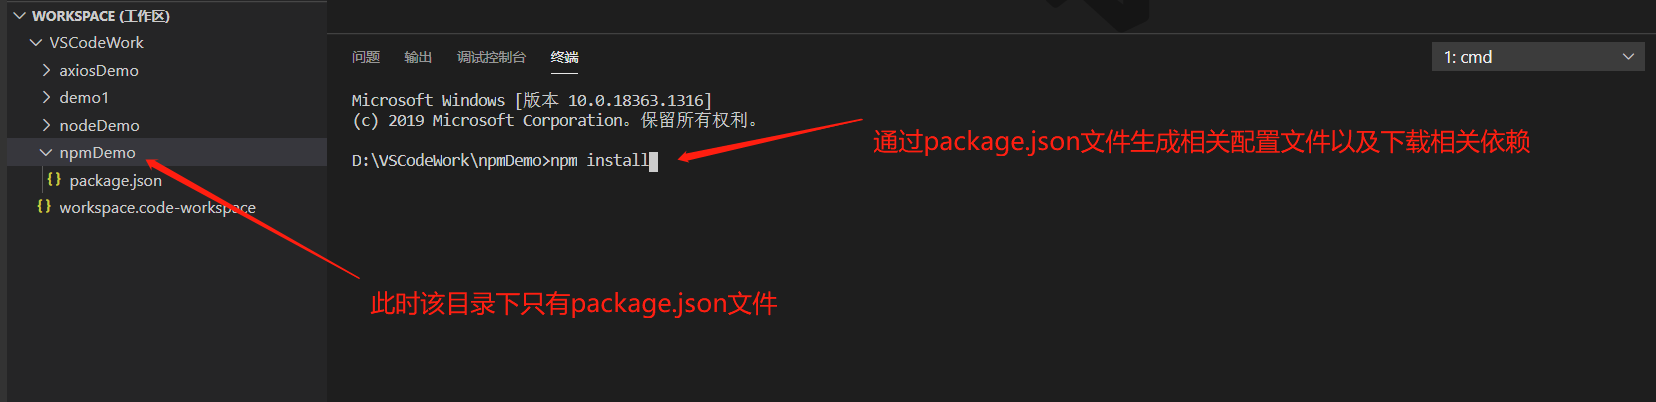 WORKSPACE (工作区)
VSCodeWork
axiosDemo
demo1
nodeDemo
npmDemo
{} package.json
{} workspace.code-workspace
问题 输出 调试控制台 终端
1: cmd
Microsoft Windows [版本 10.0.18363.1316]
(c) 2019 Microsoft Corporation。保留所有权利。
D:\VSCodeWork\npmDemo>npm install
通过package.json文件生成相关配置文件以及下载相关依赖
此时该目录下只有package.json文件